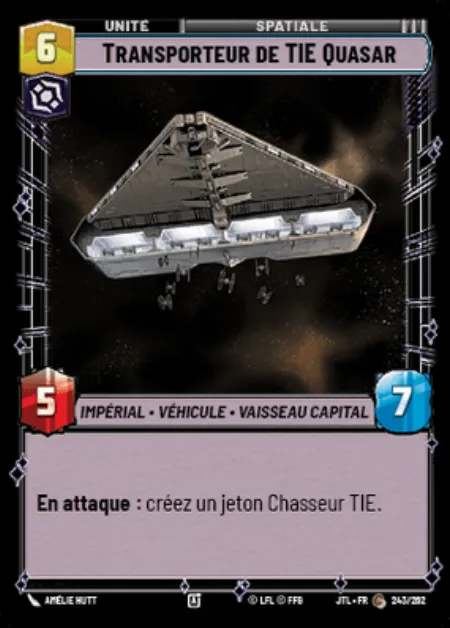 UNITÉ
SPATIALE
6
TRANSPORTEUR DE TIE QUASAR
5
IMPÉRIAL • VÉHICULE • VAISSEAU CAPITAL
7
En attaque : créez un jeton Chasseur TIE.
AMÉLIE HUTT
© LFL © FFG
JTL • FR
243/262